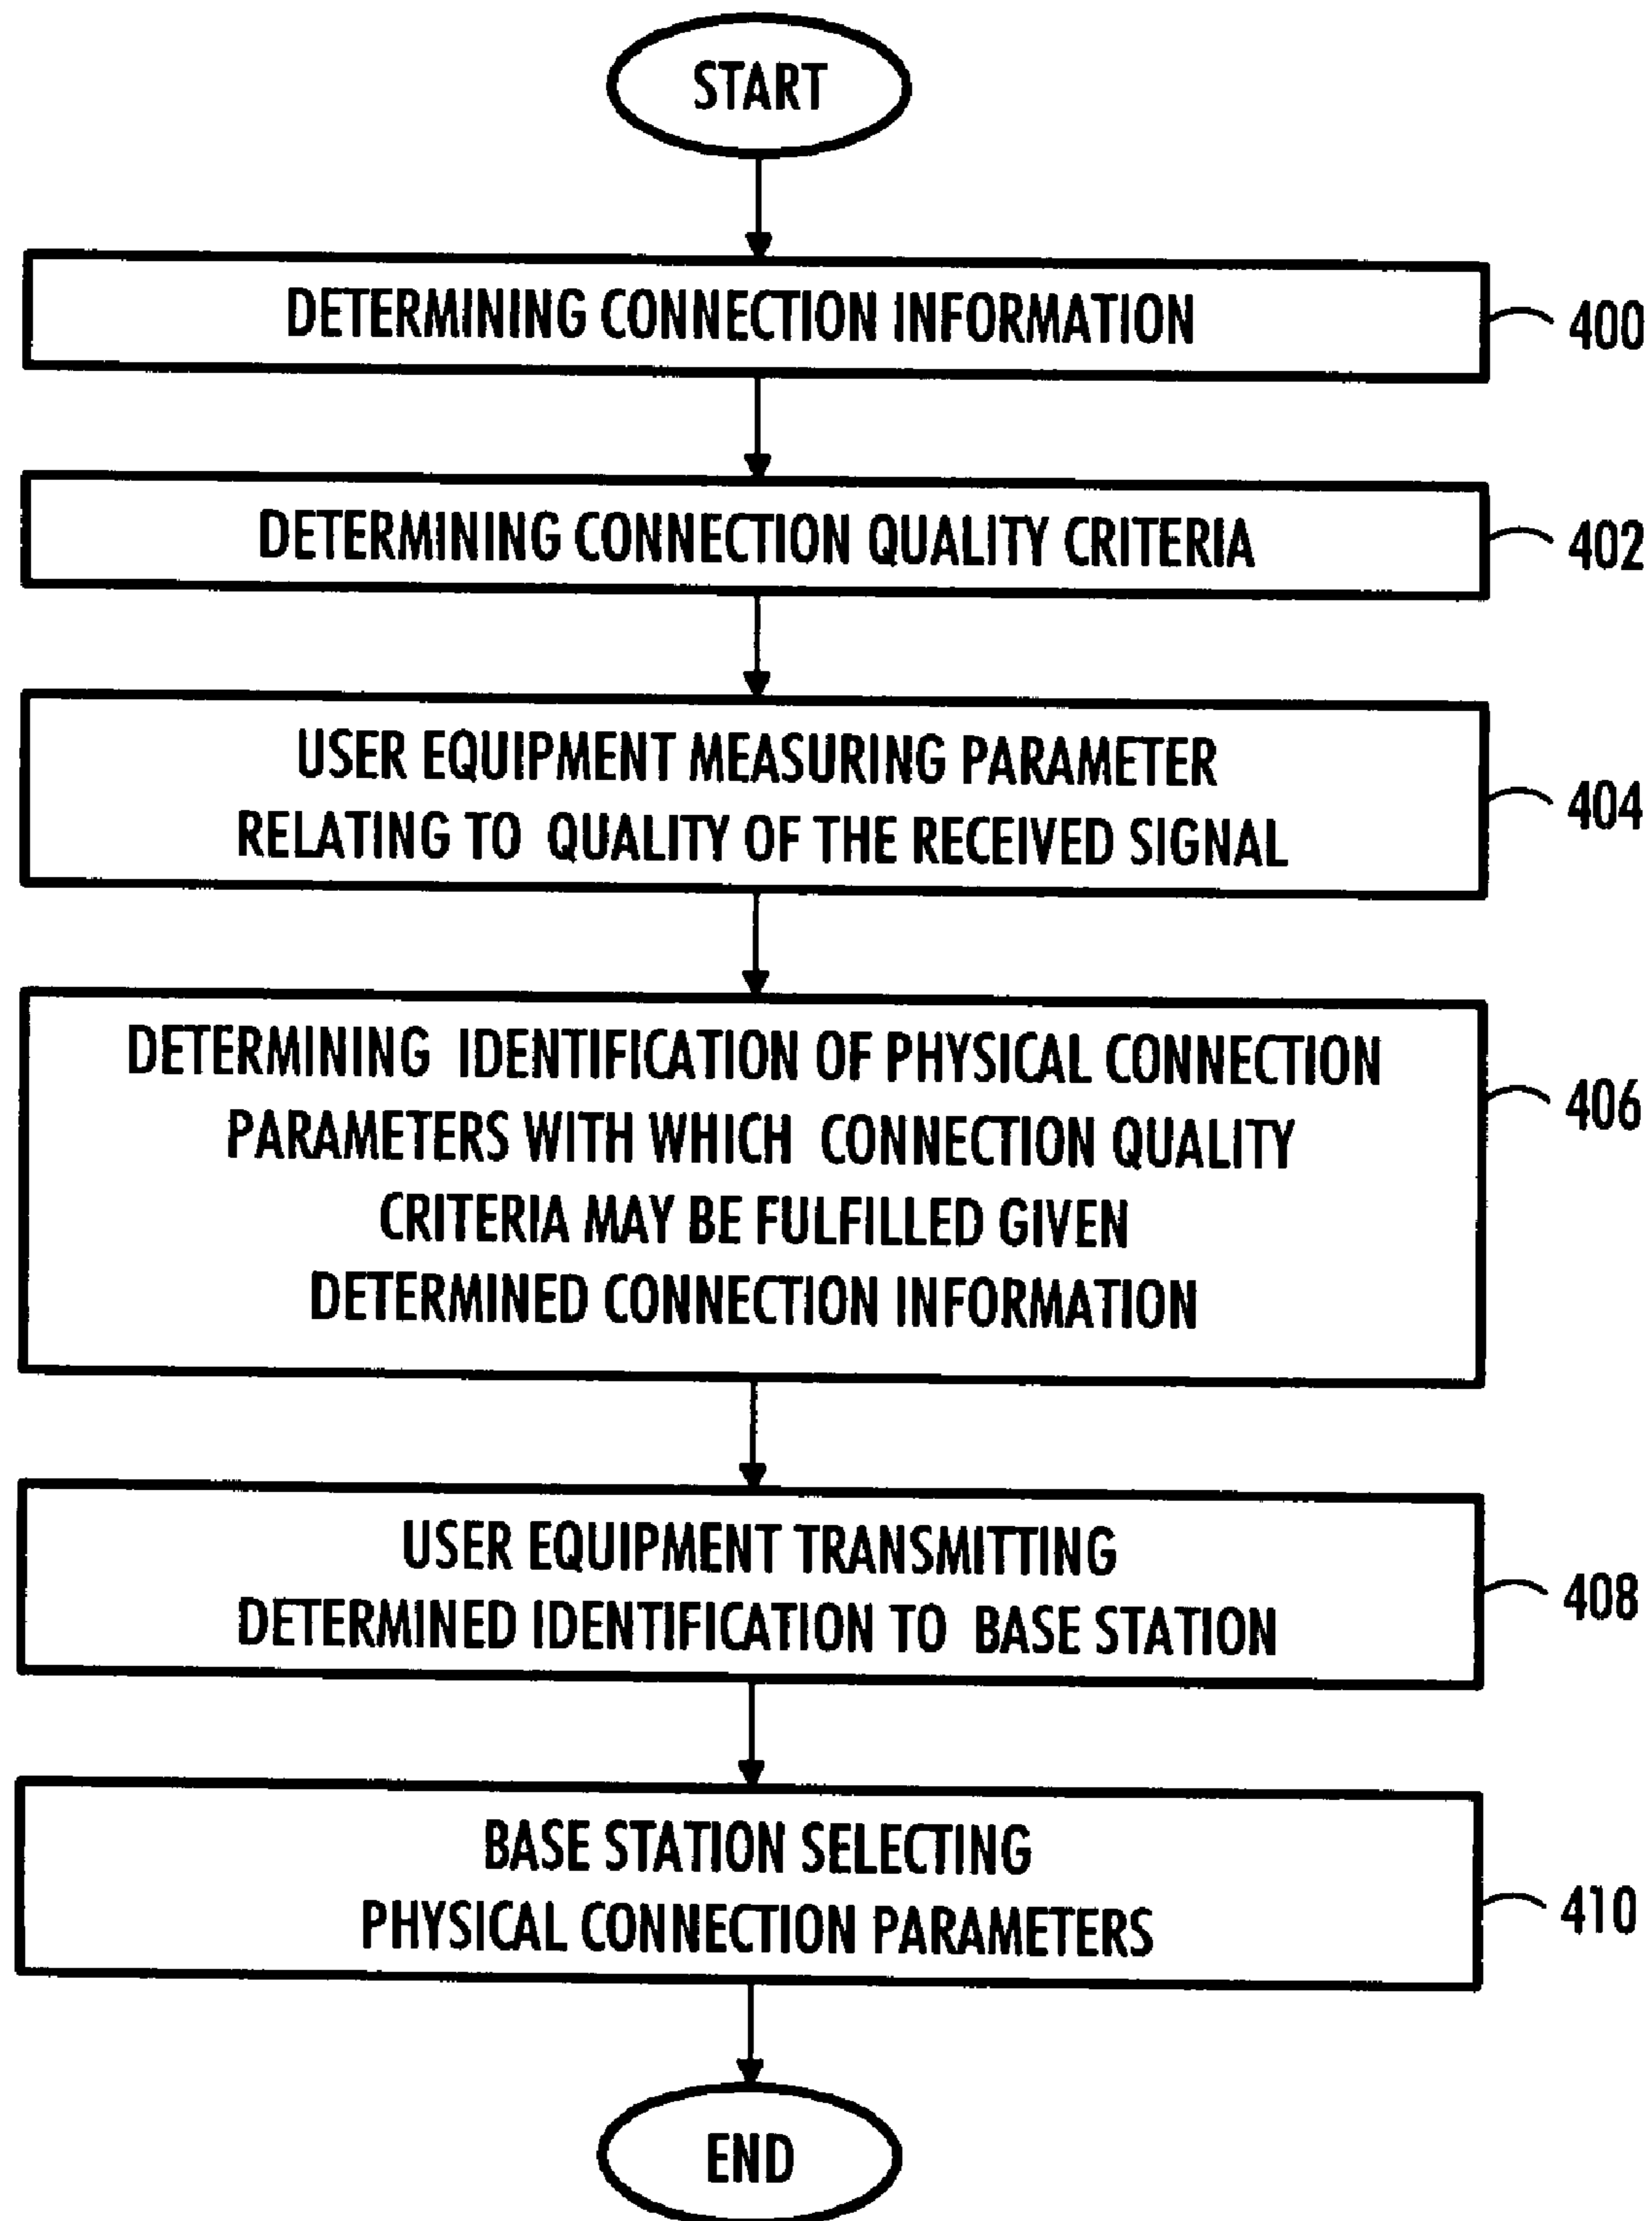 START
DETERMINING CONNECTION INFORMATION
400
DETERMINING CONNECTION QUALITY CRITERIA
402
USER EQUIPMENT MEASURING PARAMETER
RELATING TO QUALITY OF THE RECEIVED SIGNAL
404
DETERMINING IDENTIFICATION OF PHYSICAL CONNECTION
PARAMETERS WITH WHICH CONNECTION QUALITY
CRITERIA MAY BE FULFILLED GIVEN
DETERMINED CONNECTION INFORMATION
406
USER EQUIPMENT TRANSMITTING
DETERMINED IDENTIFICATION TO BASE STATION
408
BASE STATION SELECTING
PHYSICAL CONNECTION PARAMETERS
410
END